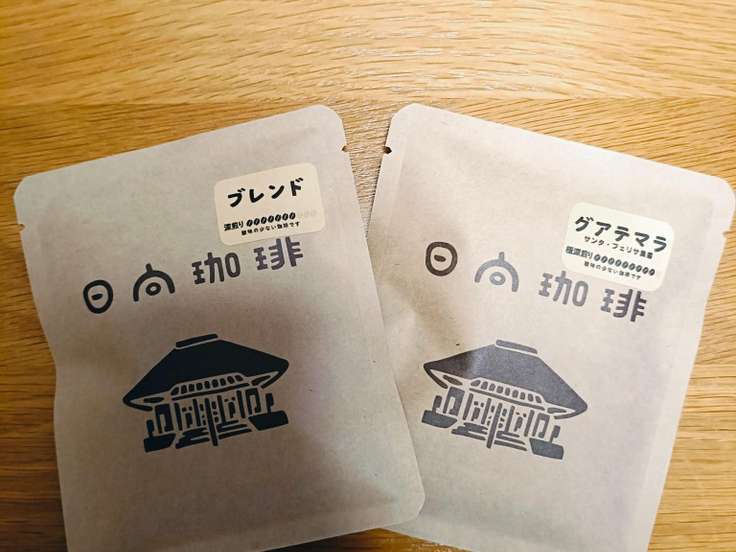 ブレンド
深煎り
酸味の少ない珈琲です
日向珈琲
グアテマラ
サンタ・フェリサ農園
極深煎り
酸味の少ない珈琲です
日向珈琲